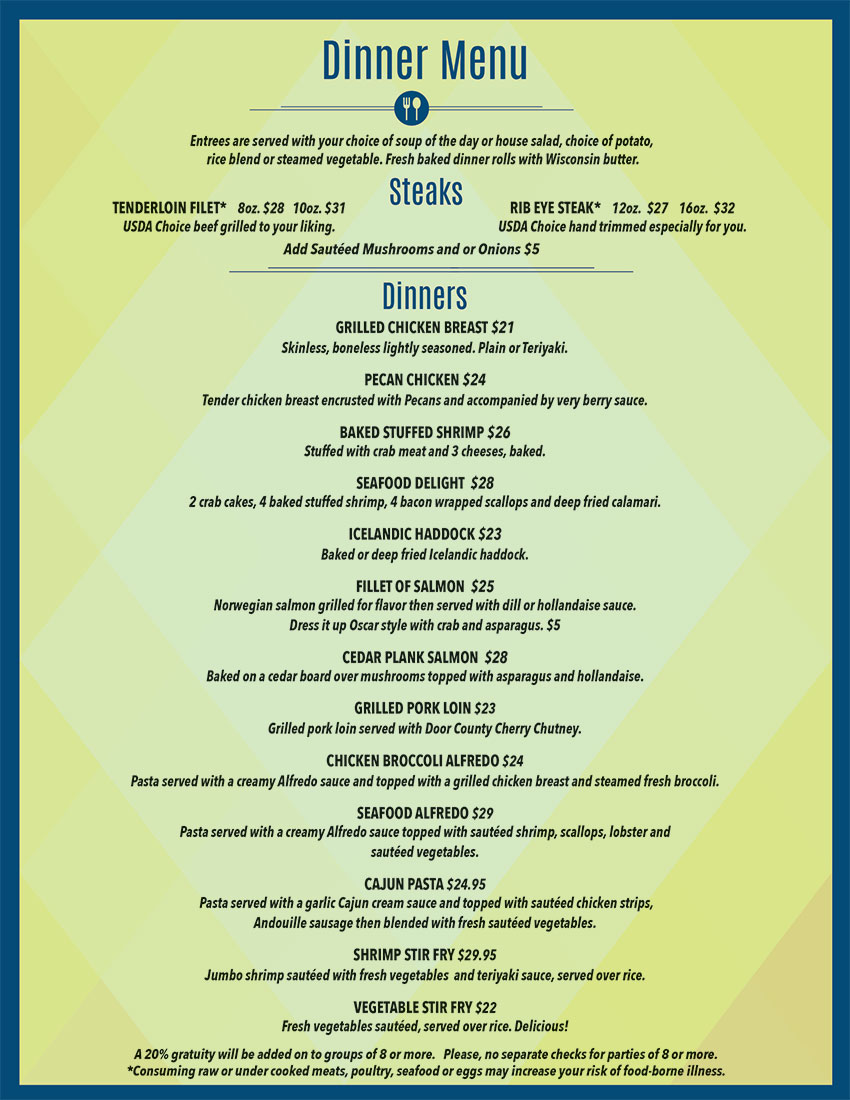 Dinner Menu
Entrees are served with your choice of soup of the day or house salad, choice of potato,
rice blend or steamed vegetable. Fresh baked dinner rolls with Wisconsin butter.
Steaks
TENDERLOIN FILET* 8oz. $28 10oz. $31
USDA Choice beef grilled to your liking.
RIB EYE STEAK* 12oz. $27 16oz. $32
USDA Choice hand trimmed especially for you.
Add Sautéed Mushrooms and or Onions $5
Dinners
GRILLED CHICKEN BREAST $21
Skinless, boneless lightly seasoned. Plain or Teriyaki.
PECAN CHICKEN $24
Tender chicken breast encrusted with Pecans and accompanied by very berry sauce.
BAKED STUFFED SHRIMP $26
Stuffed with crab meat and 3 cheeses, baked.
SEAFOOD DELIGHT $28
2 crab cakes, 4 baked stuffed shrimp, 4 bacon wrapped scallops and deep fried calamari.
ICELANDIC HADDOCK $23
Baked or deep fried Icelandic haddock.
FILLET OF SALMON $25
Norwegian salmon grilled for flavor then served with dill or hollandaise sauce.
Dress it up Oscar style with crab and asparagus. $5
CEDAR PLANK SALMON $28
Baked on a cedar board over mushrooms topped with asparagus and hollandaise.
GRILLED PORK LOIN $23
Grilled pork loin served with Door County Cherry Chutney.
CHICKEN BROCCOLI ALFREDO $24
Pasta served with a creamy Alfredo sauce and topped with a grilled chicken breast and steamed fresh broccoli.
SEAFOOD ALFREDO $29
Pasta served with a creamy Alfredo sauce topped with sautéed shrimp, scallops, lobster and
sautéed vegetables.
CAJUN PASTA $24.95
Pasta served with a garlic Cajun cream sauce and topped with sautéed chicken strips,
Andouille sausage then blended with fresh sautéed vegetables.
SHRIMP STIR FRY $29.95
Jumbo shrimp sautéed with fresh vegetables and teriyaki sauce, served over rice.
VEGETABLE STIR FRY $22
Fresh vegetables sautéed, served over rice. Delicious!
A 20% gratuity will be added on to groups of 8 or more. Please, no separate checks for parties of 8 or more.
*Consuming raw or under cooked meats, poultry, seafood or eggs may increase your risk of food-borne illness.